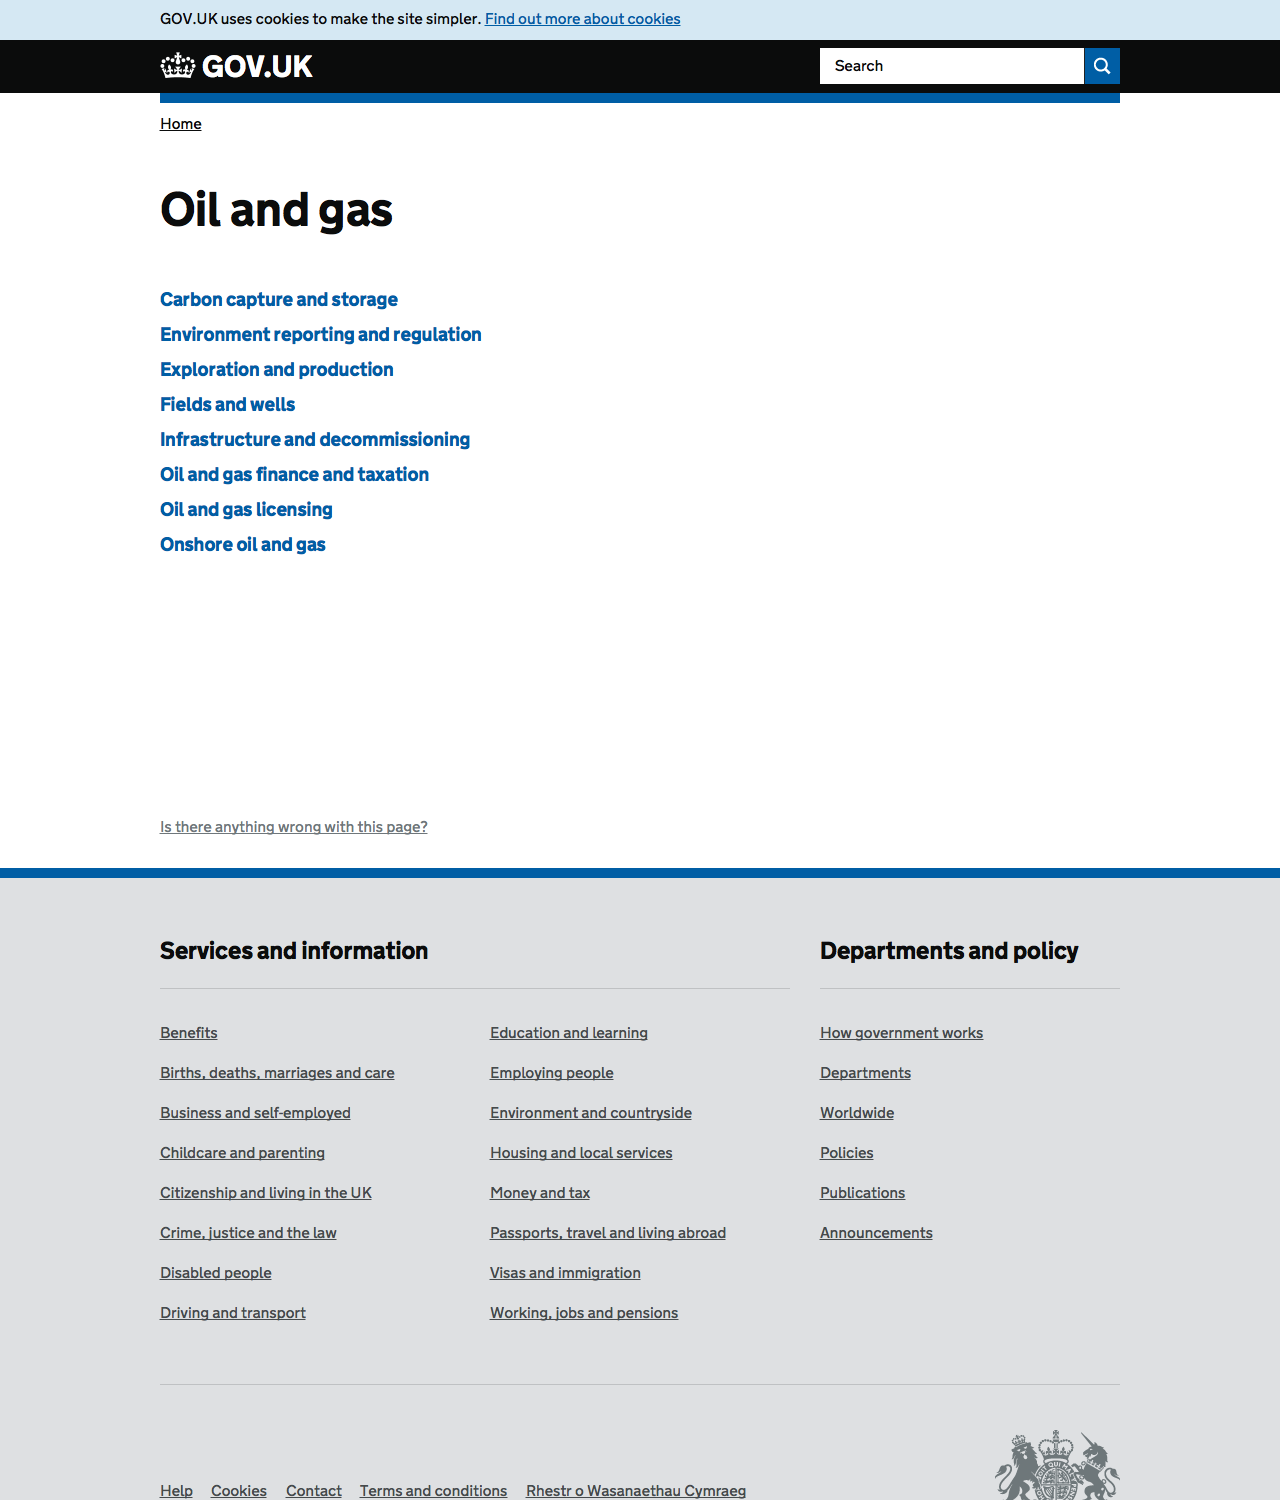 GOV.UK uses cookies to make the site simpler. Find out more about cookies
GOV.UK
Search
Home
Oil and gas
Carbon capture and storage
Environment reporting and regulation
Exploration and production
Fields and wells
Infrastructure and decommissioning
Oil and gas finance and taxation
Oil and gas licensing
Onshore oil and gas
Is there anything wrong with this page?
Services and information
Benefits
Births, deaths, marriages and care
Business and self-employed
Childcare and parenting
Citizenship and living in the UK
Crime, justice and the law
Disabled people
Driving and transport
Education and learning
Employing people
Environment and countryside
Housing and local services
Money and tax
Passports, travel and living abroad
Visas and immigration
Working, jobs and pensions
Departments and policy
How government works
Departments
Worldwide
Policies
Publications
Announcements
Help Cookies Contact Terms and conditions Rhestr o Wasanaethau Cymraeg